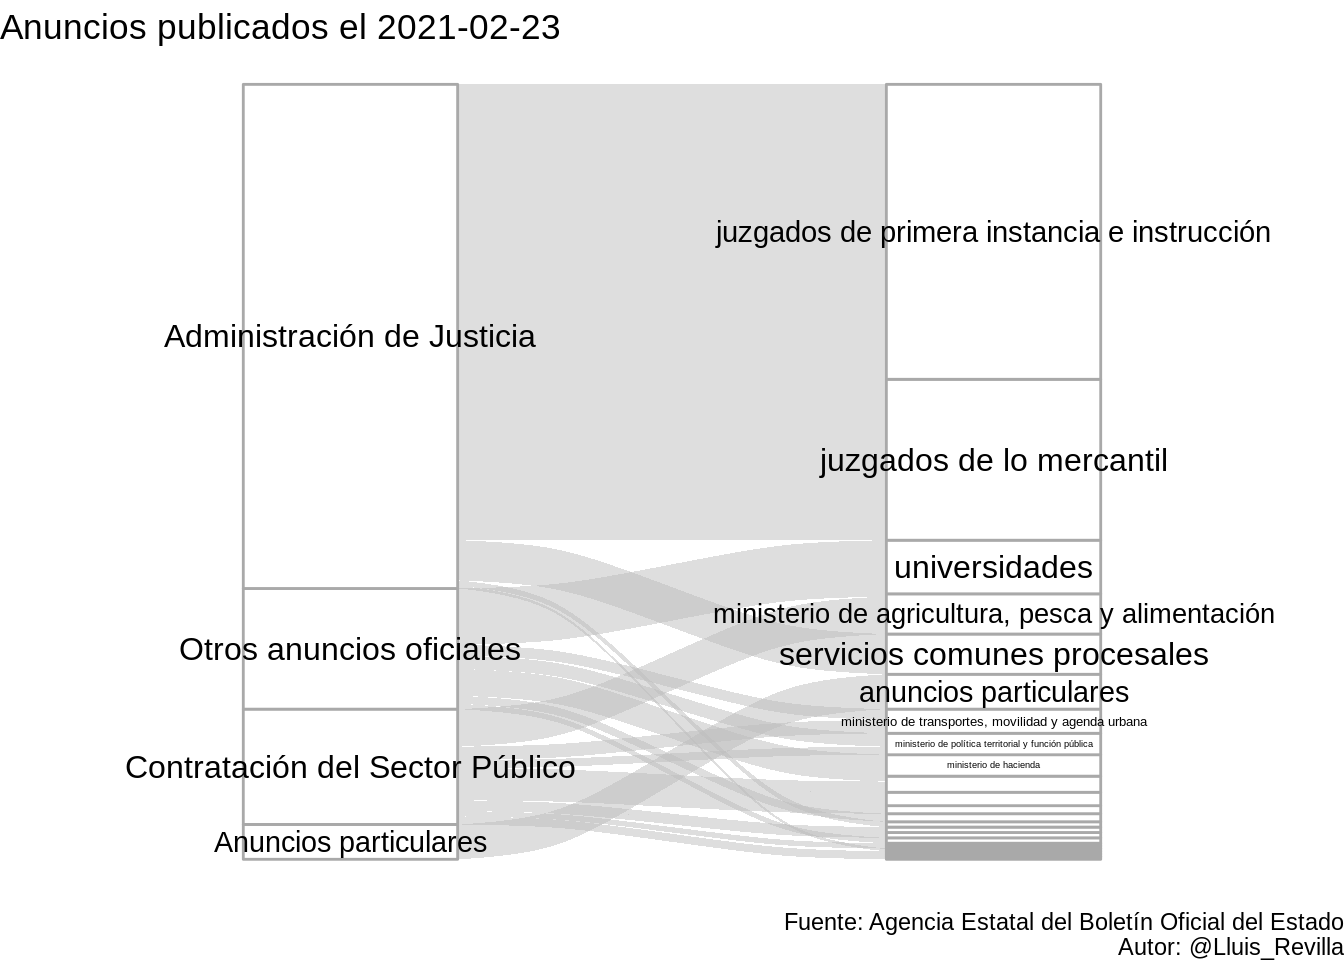 Anuncios publicados el 2021-02-23
juzgados de primera instancia e instrucción
Administración de Justicia
juzgados de lo mercantil
universidades
ministerio de agricultura, pesca y alimentación
Otros anuncios oficiales
servicios comunes procesales
anuncios particulares
ministerio de transportes, movilidad y agenda urbana
ministerio de política territorial y función pública
Contratación del Sector Público
ministerio de hacienda
Anuncios particulares
Fuente: Agencia Estatal del Boletín Oficial del Estado
Autor: @Lluis_Revilla